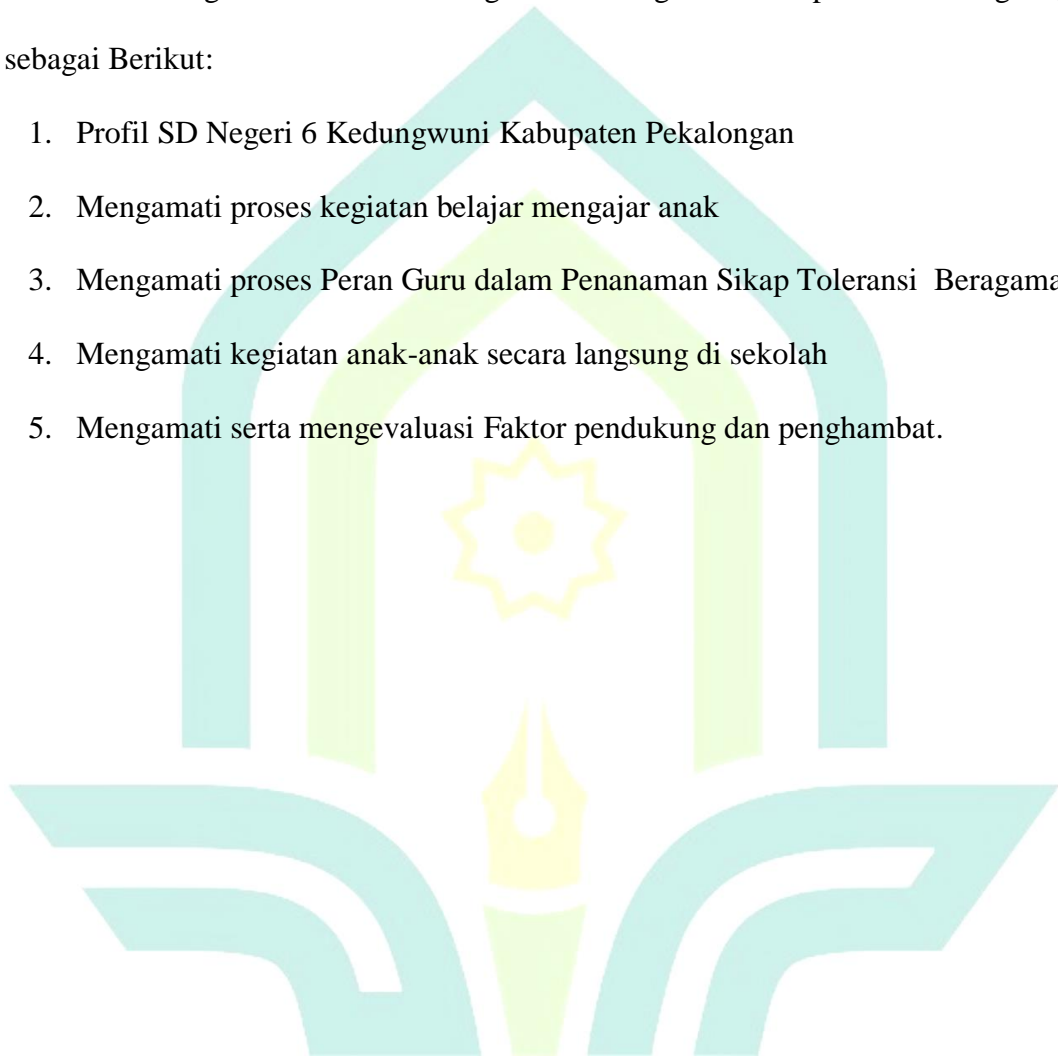 sebagai Berikut:
1. Profil SD Negeri 6 Kedungwuni Kabupaten Pekalongan
2. Mengamati proses kegiatan belajar mengajar anak
3. Mengamati proses Peran Guru dalam Penanaman Sikap Toleransi Beragama
4. Mengamati kegiatan anak-anak secara langsung di sekolah
5. Mengamati serta mengevaluasi Faktor pendukung dan penghambat.